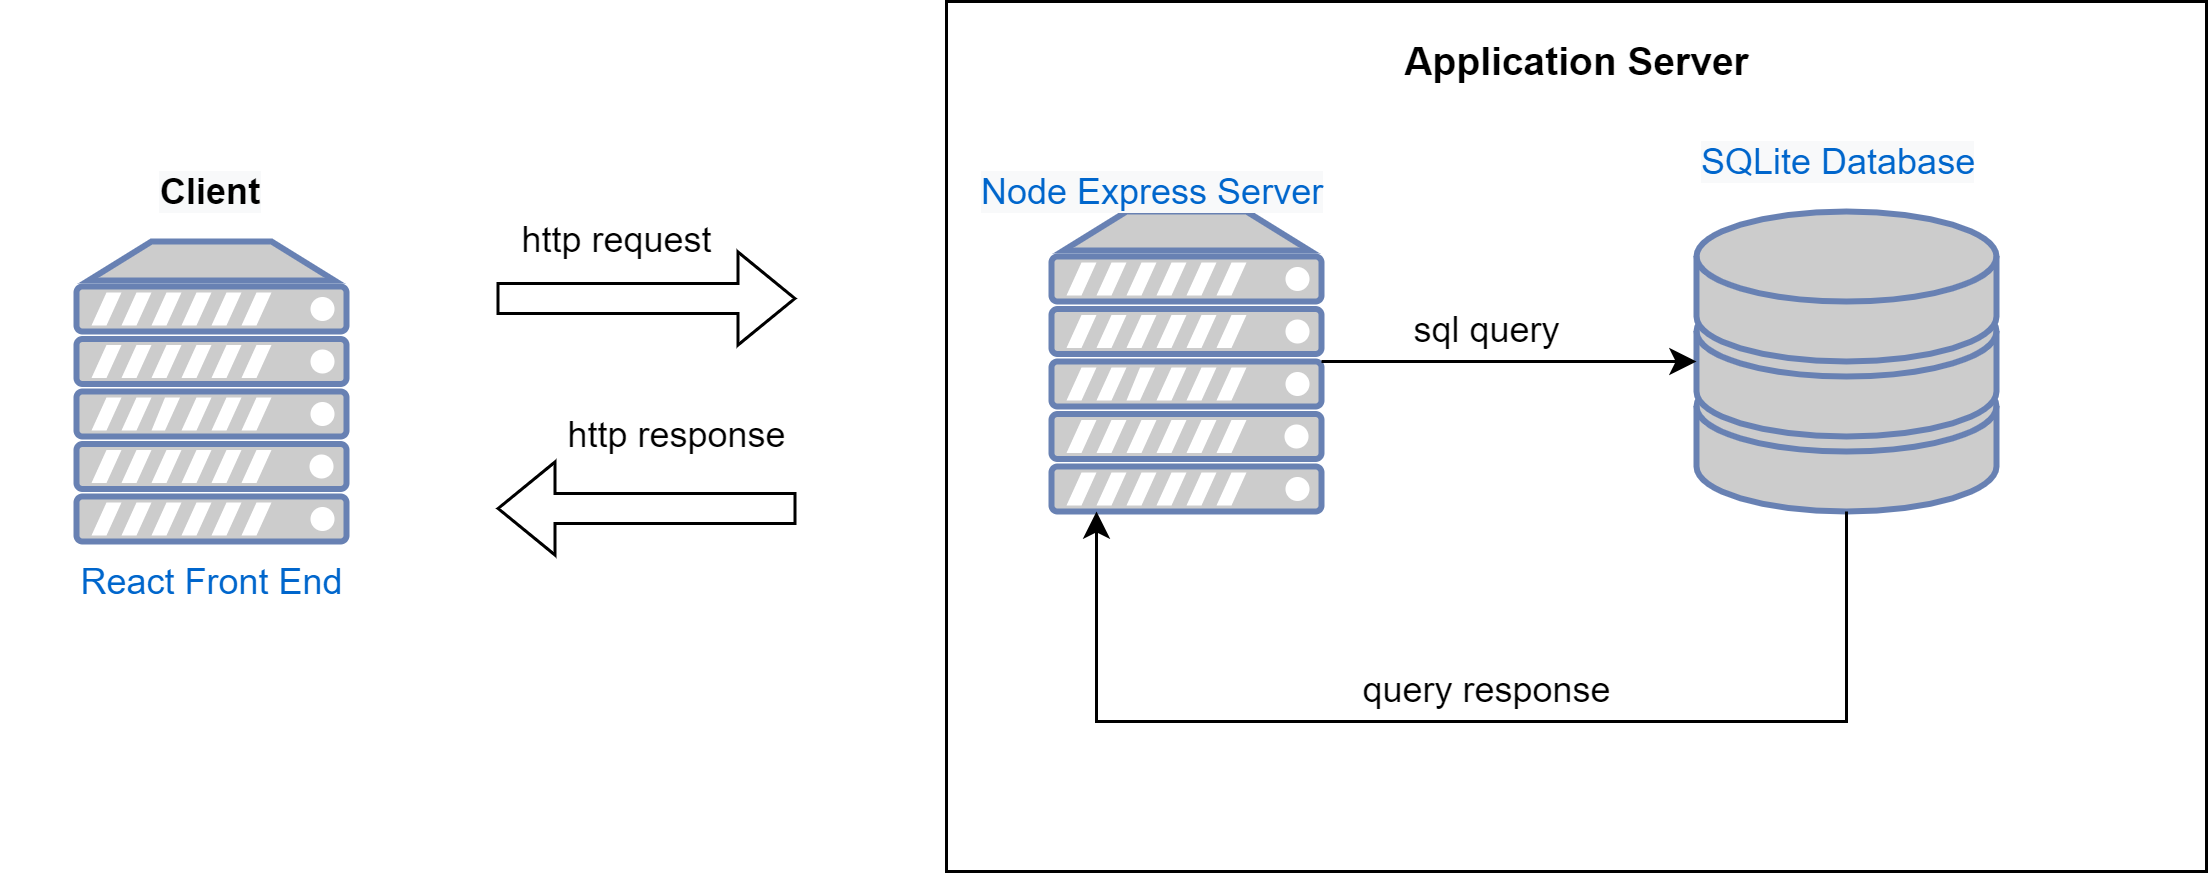 Application Server
Client
http request
http response
React Front End
Node Express Server
SQLite Database
sql query
query response